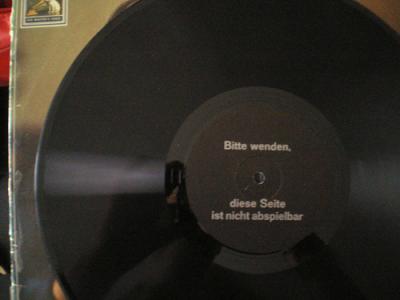 Bitte wenden,
diese Seite
ist nicht abspielbar